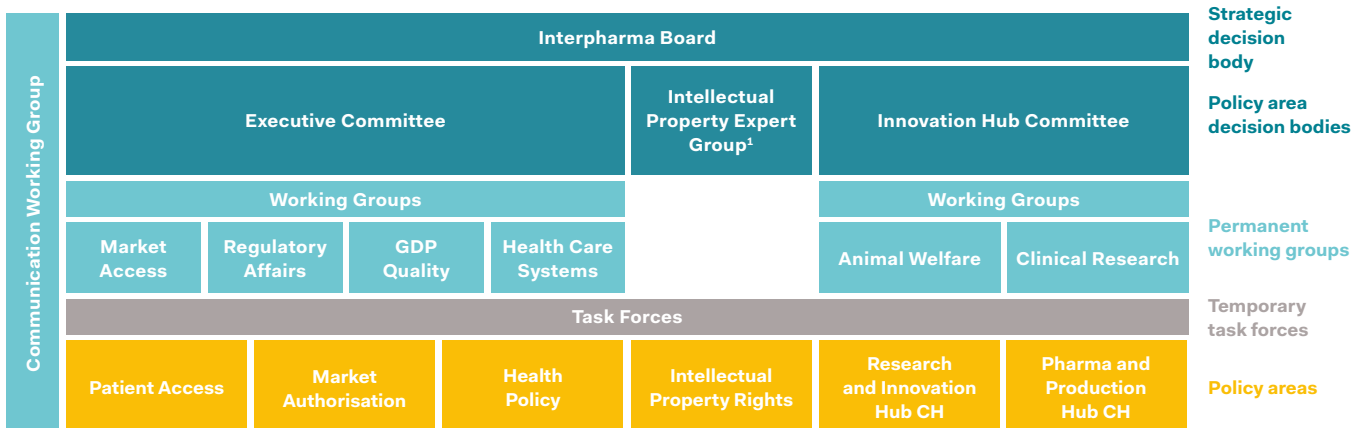 Communication Working Group
Interpharma Board
Strategic
decision
body
Executive Committee
Intellectual
Property Expert
Group¹
Innovation Hub Committee
Policy area
decision bodies
Working Groups
Working Groups
Market
Access
Regulatory
Affairs
GDP
Quality
Health Care
Systems
Animal Welfare
Clinical Research
Permanent
working groups
Task Forces
Temporary
task forces
Patient Access
Market
Authorisation
Health
Policy
Intellectual
Property Rights
Research
and Innovation
Hub CH
Pharma and
Production
Hub CH
Policy areas